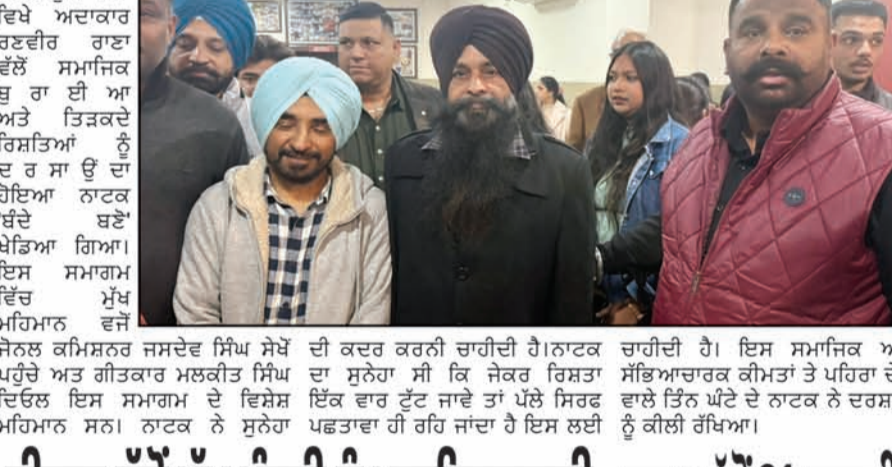 ਵਿਖੇ ਅਦਾਕਾਰ
ਰਣਵੀਰ ਰਾਣਾ
ਵੱਲੋਂ ਸਮਾਜਿਕ
ਬੁ ਰਾ ਈ ਆ
ਅਤੇ ਤਿੜਕਦੇ
ਰਿਸ਼ਤਿਆਂ ਨੂੰ
ਦ ਰ ਸਾ ਉਂ ਦਾ
ਹੋਇਆ ਨਾਟਕ
'ਬੰਦੇ ਬਣੋ'
ਖੇਡਿਆ ਗਿਆ।
ਇਸ ਸਮਾਗਮ
ਵਿੱਚ ਮੁੱਖ
ਮਹਿਮਾਨ ਵਜੋਂ
ਜੋਨਲ ਕਮਿਸ਼ਨਰ ਜਸਦੇਵ ਸਿੰਘ ਸੇਖੋਂ
ਪਹੁੰਚੇ ਅਤ ਗੀਤਕਾਰ ਮਲਕੀਤ ਸਿੰਘ
ਦਿਓਲ ਇਸ ਸਮਾਗਮ ਦੇ ਵਿਸ਼ੇਸ਼
ਮਹਿਮਾਨ ਸਨ। ਨਾਟਕ ਨੇ ਸੁਨੇਹਾ
ਦੀ ਕਦਰ ਕਰਨੀ ਚਾਹੀਦੀ ਹੈ।ਨਾਟਕ
ਦਾ ਸੁਨੇਹਾ ਸੀ ਕਿ ਜੇਕਰ ਰਿਸ਼ਤਾ
ਇੱਕ ਵਾਰ ਟੁੱਟ ਜਾਵੇ ਤਾਂ ਪੱਲੇ ਸਿਰਫ
ਪਛਤਾਵਾ ਹੀ ਰਹਿ ਜਾਂਦਾ ਹੈ ਇਸ ਲਈ
ਚਾਹੀਦੀ ਹੈ। ਇਸ ਸਮਾਜਿਕ
ਸੱਭਿਆਚਾਰਕ ਕੀਮਤਾਂ ਤੇ ਪਹਿਰਾ
ਵਾਲੇ ਤਿੰਨ ਘੰਟੇ ਦੇ ਨਾਟਕ ਨੇ
ਨੂੰ ਕੀਲੀ ਰੱਖਿਆ।